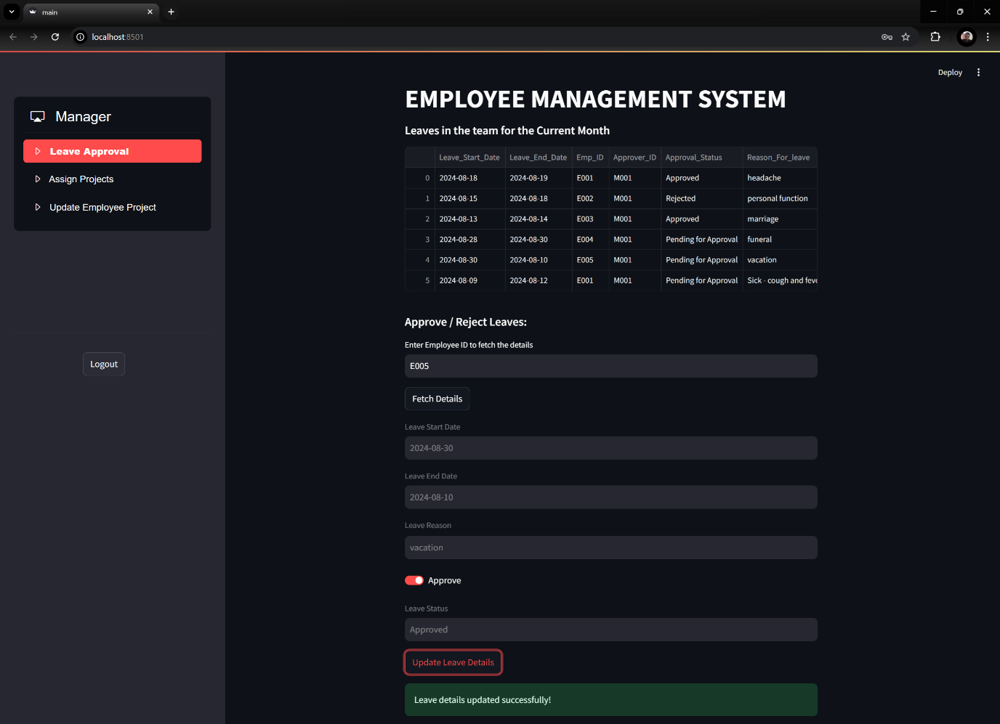 main
localhost:8501
Deploy
Manager
Leave Approval
Assign Projects
Update Employee Project
Logout
EMPLOYEE MANAGEMENT SYSTEM
Leaves in the team for the Current Month
Leave_Start_Date Leave_End_Date Emp_ID Approver_ID Approval_Status Reason_For_leave
0 2024-08-18 2024-08-19 E001 M001 Approved headache
1 2024-08-15 2024-08-18 E002 M001 Rejected personal function
2 2024-08-13 2024-08-14 E003 M001 Approved marriage
3 2024-08-28 2024-08-30 E004 M001 Pending for Approval funeral
4 2024-08-30 2024-08-10 E005 M001 Pending for Approval vacation
5 2024-08-09 2024-08-12 E001 M001 Pending for Approval Sick - cough and feve
Approve / Reject Leaves:
Enter Employee ID to fetch the details
E005
Fetch Details
Leave Start Date
2024-08-30
Leave End Date
2024-08-10
Leave Reason
vacation
Approve
Leave Status
Approved
Update Leave Details
Leave details updated successfully!